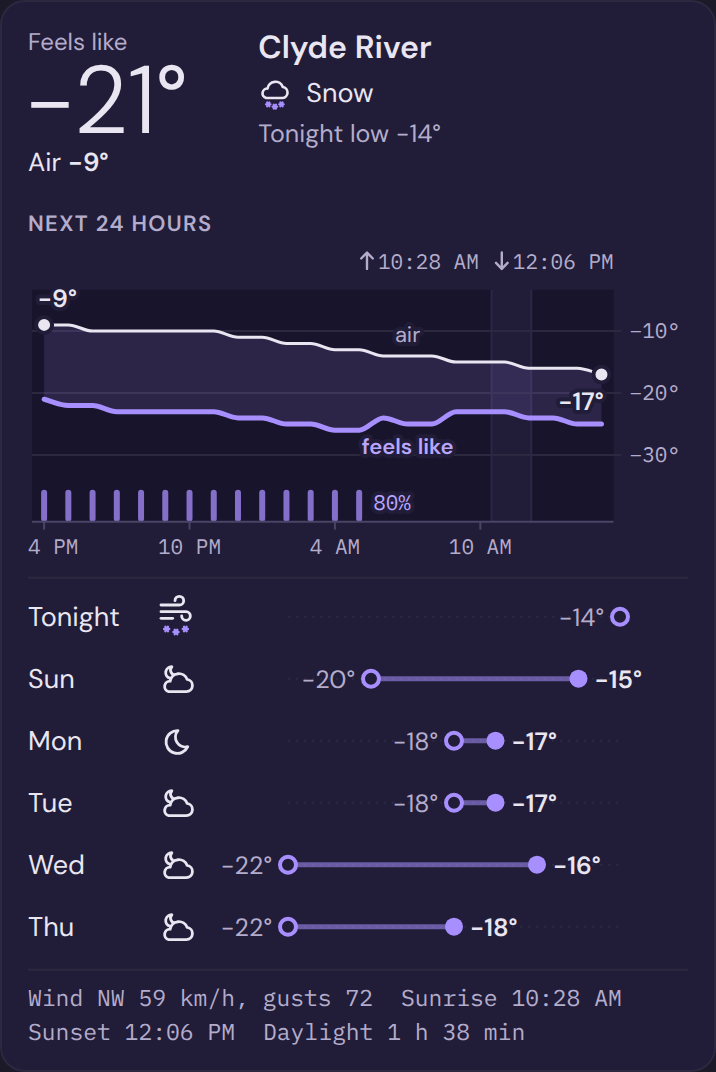 Feels like
−21°
Air −9°
Clyde River
Snow
Tonight low −14°
NEXT 24 HOURS
↑10:28 AM ↓12:06 PM
−9°
air
−10°
−20°
−17°
feels like
−30°
80%
4 PM 10 PM 4 AM 10 AM
Tonight −14°
Sun −20° −15°
Mon −18° −17°
Tue −18° −17°
Wed −22° −16°
Thu −22° −18°
Wind NW 59 km/h, gusts 72 Sunrise 10:28 AM
Sunset 12:06 PM Daylight 1 h 38 min